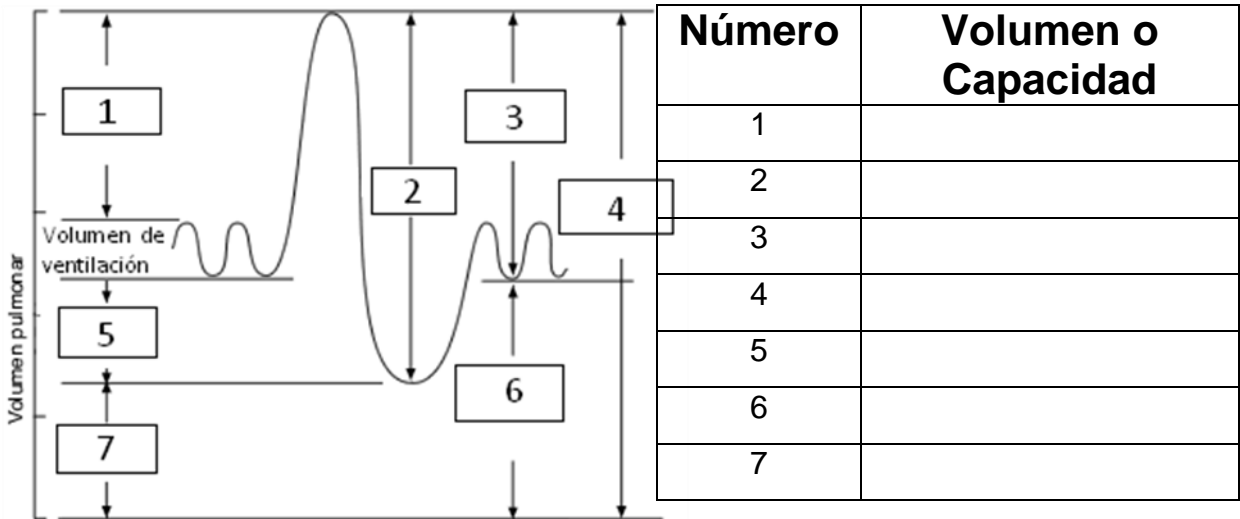 1
3
2
4
Volumen de
ventilación
5
6
7
Volumen pulmonar
Número Volumen o
Capacidad
1
2
3
4
5
6
7